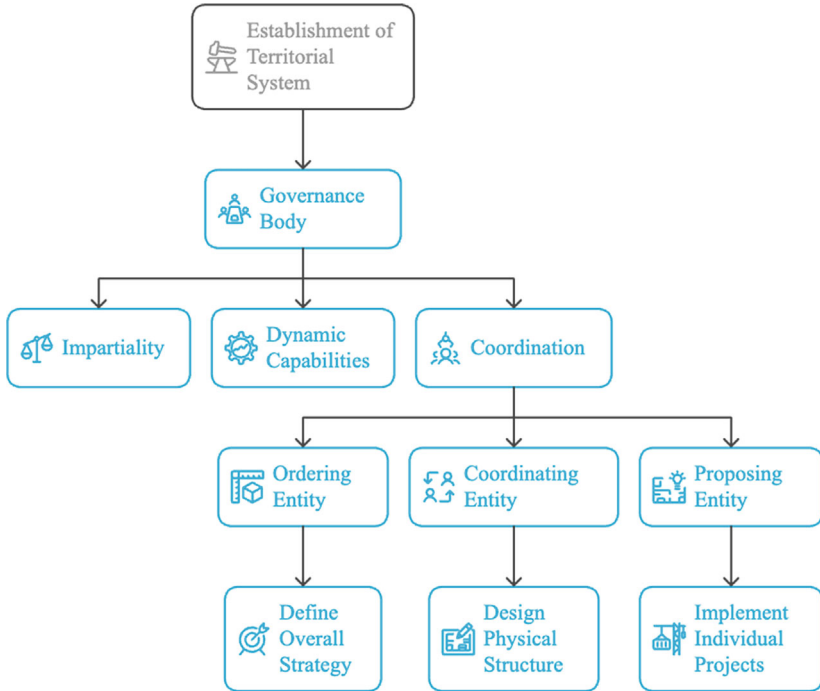 Establishment of
Territorial
System
Governance
Body
Impartiality
Dynamic
Capabilities
Coordination
Ordering
Entity
Coordinating
Entity
Proposing
Entity
Define
Overall
Strategy
Design
Physical
Structure
Implement
Individual
Projects